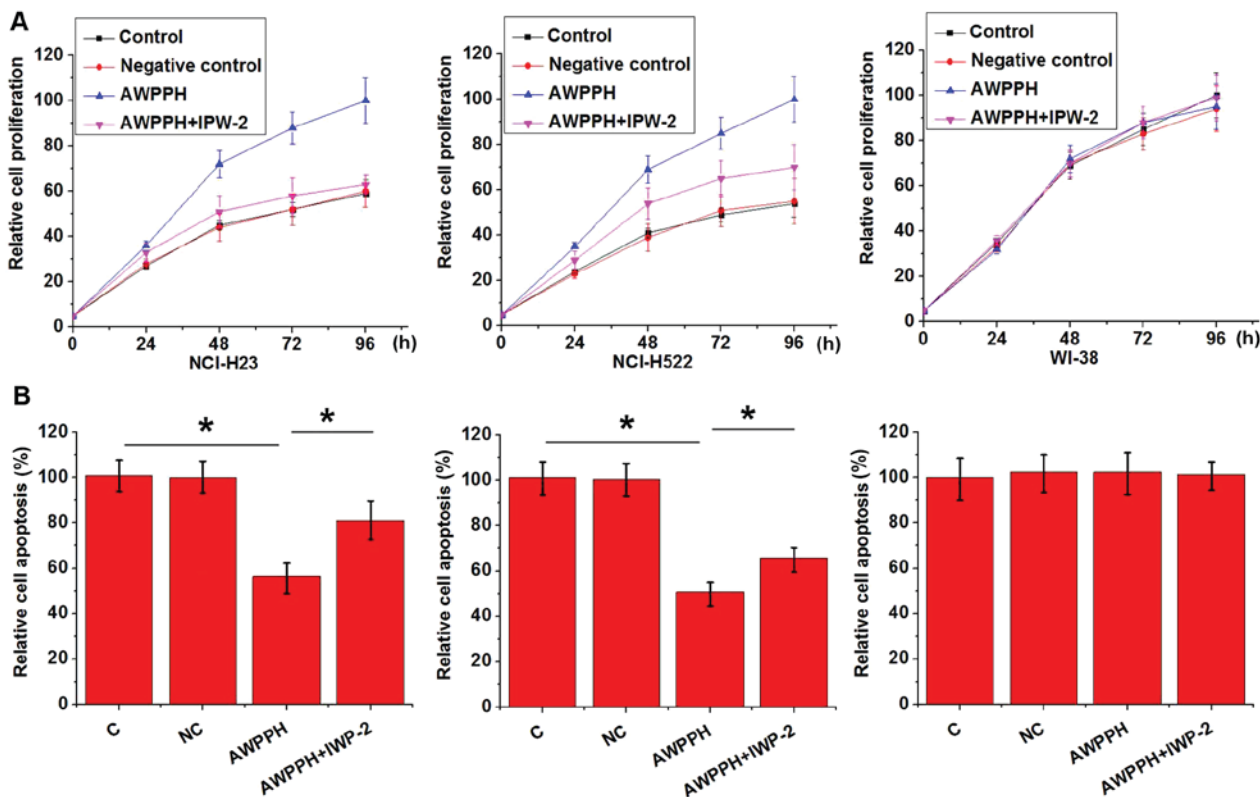 A
Control
Negative control
AWPPH
AWPPH+IPW-2
Relative cell proliferation
120
100
80
60
40
20
0
0 24 48 72 96 (h)
NCI-H23
Control
Negative control
AWPPH
AWPPH+IPW-2
Relative cell proliferation
120
100
80
60
40
20
0
0 24 48 72 96 (h)
NCI-H522
Control
Negative control
AWPPH
AWPPH+IPW-2
Relative cell proliferation
120
100
80
60
40
20
0
0 24 48 72 96 (h)
WI-38
B
* *
Relative cell apoptosis (%)
120
100
80
60
40
20
0
C NC AWPPH AWPPH+IWP-2
* *
Relative cell apoptosis (%)
120
100
80
60
40
20
0
C NC AWPPH AWPPH+IWP-2
Relative cell apoptosis (%)
120
100
80
60
40
20
0
C NC AWPPH AWPPH+IWP-2